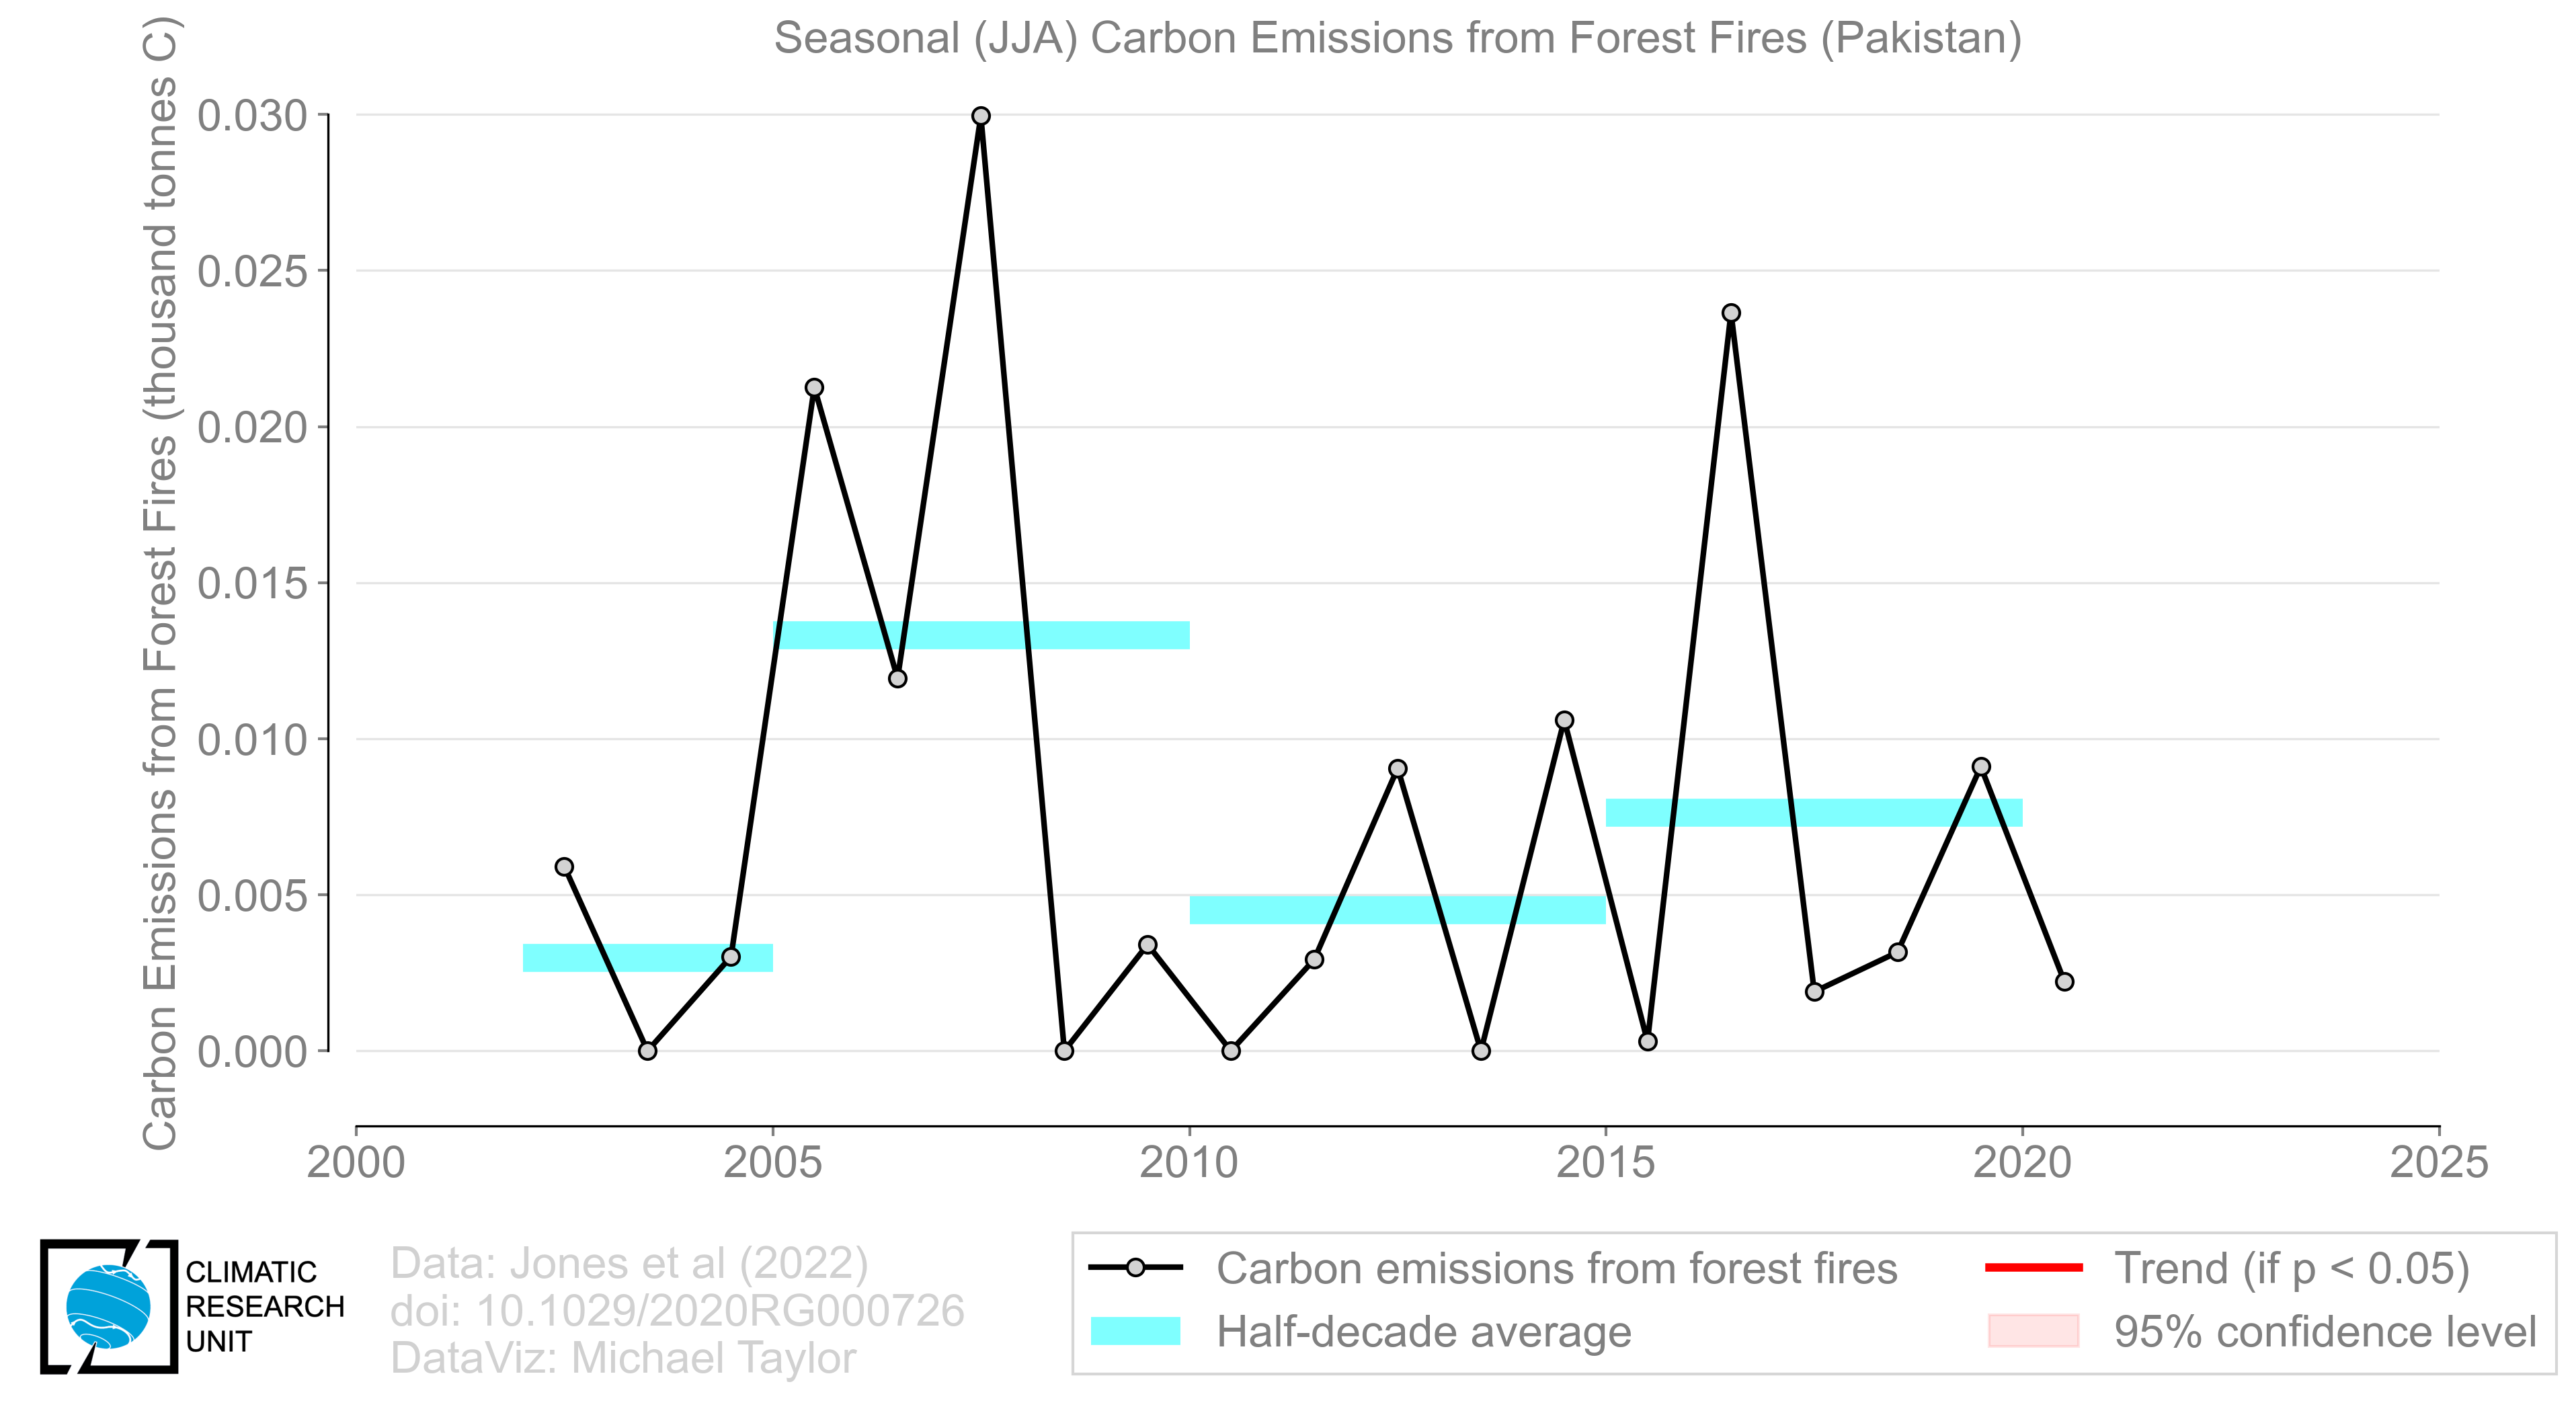 Seasonal (JJA) Carbon Emissions from Forest Fires (Pakistan)
Carbon Emissions from Forest Fires (thousand tonnes C)
0.030
0.025
0.020
0.015
0.010
0.005
0.000
2000 2005 2010 2015 2020 2025
CLIMATIC
RESEARCH
UNIT
Data: Jones et al (2022)
doi: 10.1029/2020RG000726
DataViz: Michael Taylor
Carbon emissions from forest fires
Half-decade average
Trend (if p < 0.05)
95% confidence level